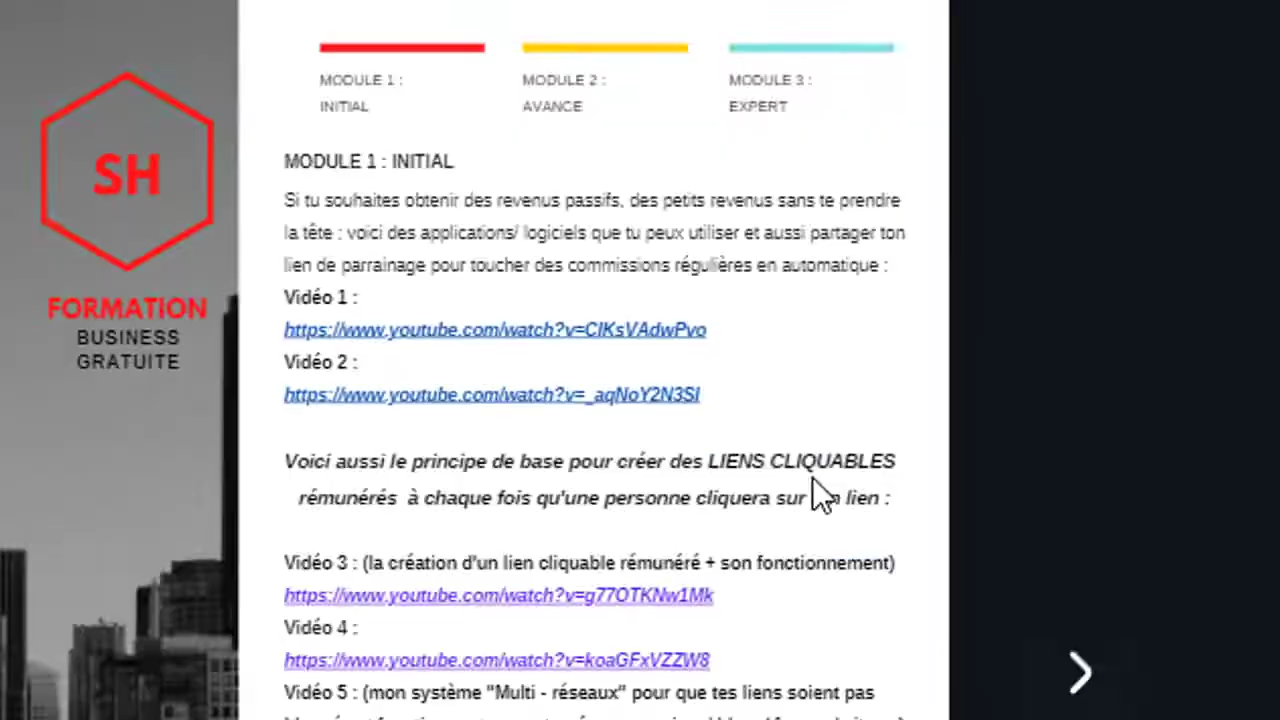 SH
FORMATION
BUSINESS
GRATUITE
MODULE 1 :
INITIAL
MODULE 2 :
AVANCE
MODULE 3 :
EXPERT
MODULE 1 : INITIAL
Si tu souhaites obtenir des revenus passifs, des petits revenus sans te prendre
la tête : voici des applications/ logiciels que tu peux utiliser et aussi partager ton
lien de parrainage pour toucher des commissions régulières en automatique :
Vidéo 1 :
https://www.youtube.com/watch?v=CIKsVAdwPvo
Vidéo 2 :
https://www.youtube.com/watch?v=_aqNoY2N3SI
Voici aussi le principe de base pour créer des LIENS CLIQUABLES
rémunérés à chaque fois qu'une personne cliquera sur lien :
Vidéo 3 : (la création d'un lien cliquable rémunéré + son fonctionnement)
https://www.youtube.com/watch?v=g77OTKNw1Mk
Vidéo 4 :
https://www.youtube.com/watch?v=koaGFxVZZW8
Vidéo 5 : (mon système "Multi - réseaux" pour que tes liens soient pas